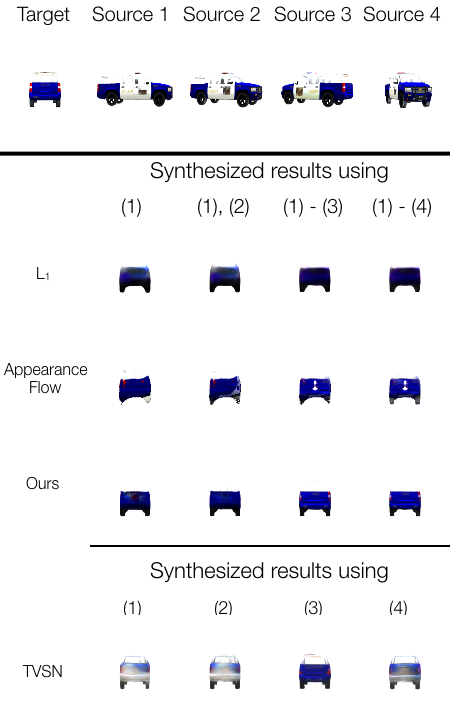 Target Source 1 Source 2 Source 3 Source 4
Synthesized results using
(1) (1), (2) (1) - (3) (1) - (4)
L₁
Appearance
Flow
Ours
Synthesized results using
(1) (2) (3) (4)
TVSN